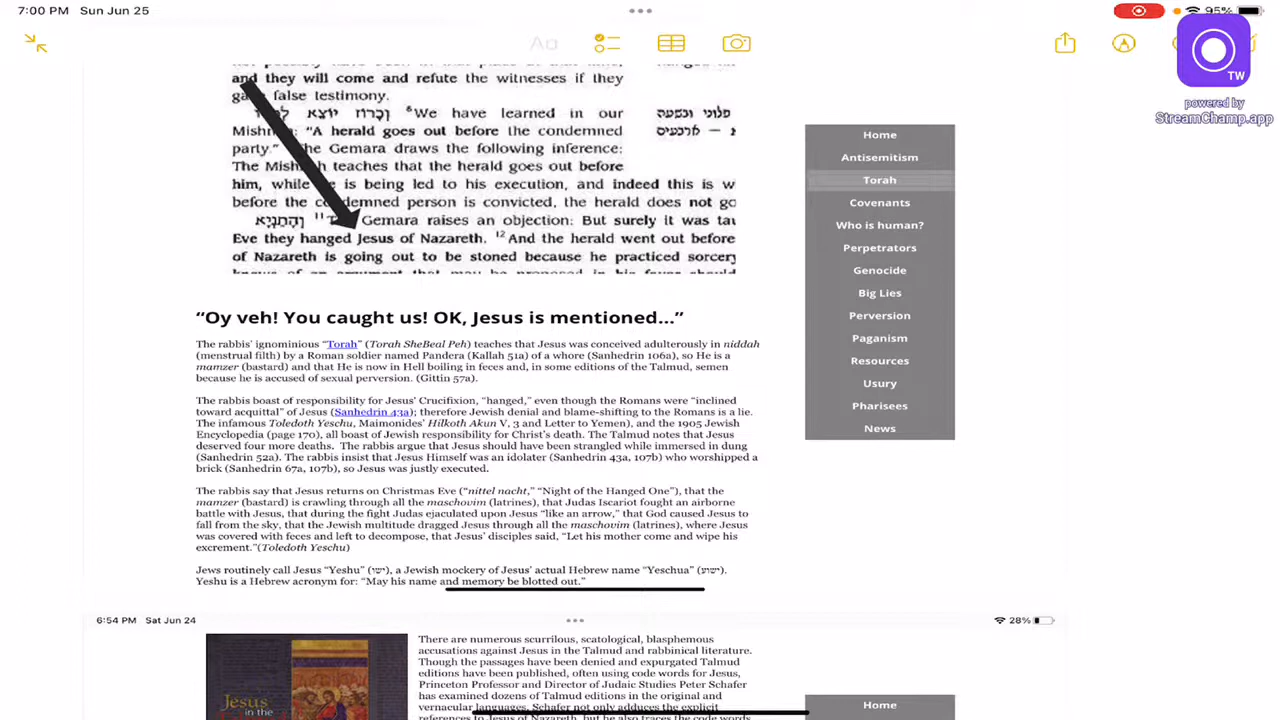 7:00 PM Sun Jun 25
95%
Aa
TW
powered by
StreamChamp.app
and they will come and refute the witnesses if they
false testimony.
⁶We have learned in our
"A herald goes out before the condemned
party." The Gemara draws the following inference:
The Mish teaches that the herald goes out before
him, while he is being led to his execution, and indeed this is w
before the condemned person is convicted, the herald does not go
וְהָתַנְיָא ¹¹ Gemara raises an objection: But surely it was tau
Eve they hanged Jesus of Nazareth. ¹²And the herald went out before
of Nazareth is going out to be stoned because he practiced sorcery
פלוני
Home
Antisemitism
Torah
Covenants
Who is human?
Perpetrators
Genocide
Big Lies
Perversion
Paganism
Resources
Usury
Pharisees
News
"Oy veh! You caught us! OK, Jesus is mentioned..."
The rabbis' ignominious "Torah" (Torah SheBeal Peh) teaches that Jesus was conceived adulterously in niddah
(menstrual filth) by a Roman soldier named Pandera (Kallah 51a) of a whore (Sanhedrin 106a), so He is a
mamzer (bastard) and that He is now in Hell boiling in feces and, in some editions of the Talmud, semen
because he is accused of sexual perversion. (Gittin 57a).
The rabbis boast of responsibility for Jesus' Crucifixion, "hanged," even though the Romans were "inclined
toward acquittal" of Jesus (Sanhedrin 43a); therefore Jewish denial and blame-shifting to the Romans is a lie.
The infamous Toledoth Yeschu, Maimonides' Hilkoth Akun V, 3 and Letter to Yemen), and the 1905 Jewish
Encyclopedia (page 170), all boast of Jewish responsibility for Christ's death. The Talmud notes that Jesus
deserved four more deaths. The rabbis argue that Jesus should have been strangled while immersed in dung
(Sanhedrin 52a). The rabbis insist that Jesus Himself was an idolater (Sanhedrin 43a, 107b) who worshipped a
brick (Sanhedrin 67a, 107b), so Jesus was justly executed.
The rabbis say that Jesus returns on Christmas Eve ("nittel nacht," "Night of the Hanged One"), that the
mamzer (bastard) is crawling through all the maschovim (latrines), that Judas Iscariot fought an airborne
battle with Jesus, that during the fight Judas ejaculated upon Jesus "like an arrow," that God caused Jesus to
fall from the sky, that the Jewish multitude dragged Jesus through all the maschovim (latrines), where Jesus
was covered with feces and left to decompose, that Jesus' disciples said, "Let his mother come and wipe his
excrement."(Toledoth Yeschu)
Jews routinely call Jesus "Yeshu" (ישו), a Jewish mockery of Jesus' actual Hebrew name "Yeschua" (ישוע).
Yeshu is a Hebrew acronym for: "May his name and memory be blotted out."
6:54 PM Sat Jun 24
28%
Jesus
in the
There are numerous scurrilous, scatological, blasphemous
accusations against Jesus in the Talmud and rabbinical literature.
Though the passages have been denied and expurgated Talmud
editions have been published, often using code words for Jesus,
Princeton Professor and Director of Judaic Studies Peter Schafer
has examined dozens of Talmud editions in the original and
vernacular languages. Schafer not only adduces the explicit
references to Jesus of Nazareth, but he also traces the code words
Home